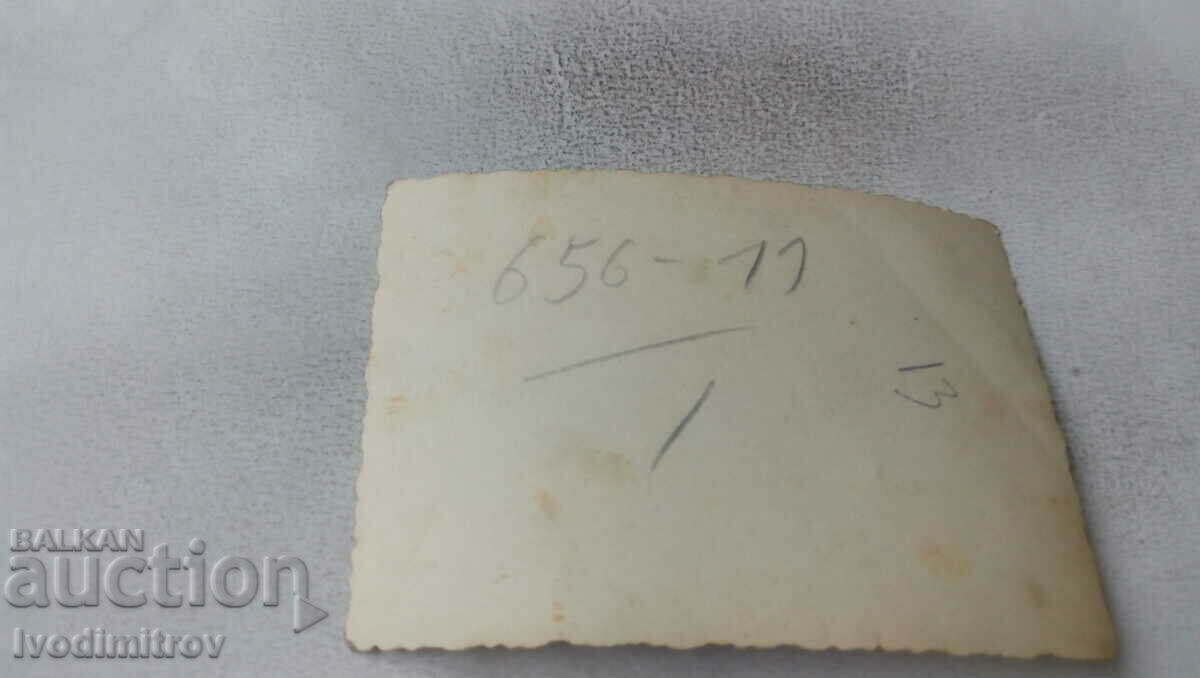 656-11
13
1
BALKAN
auction
Ivodimitrov